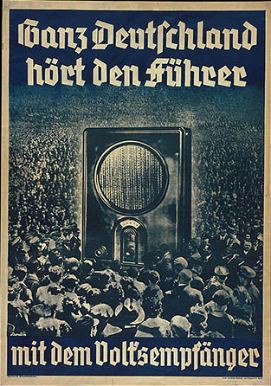 Ganz Deutschland
hört den Führer
mit dem Volksempfänger